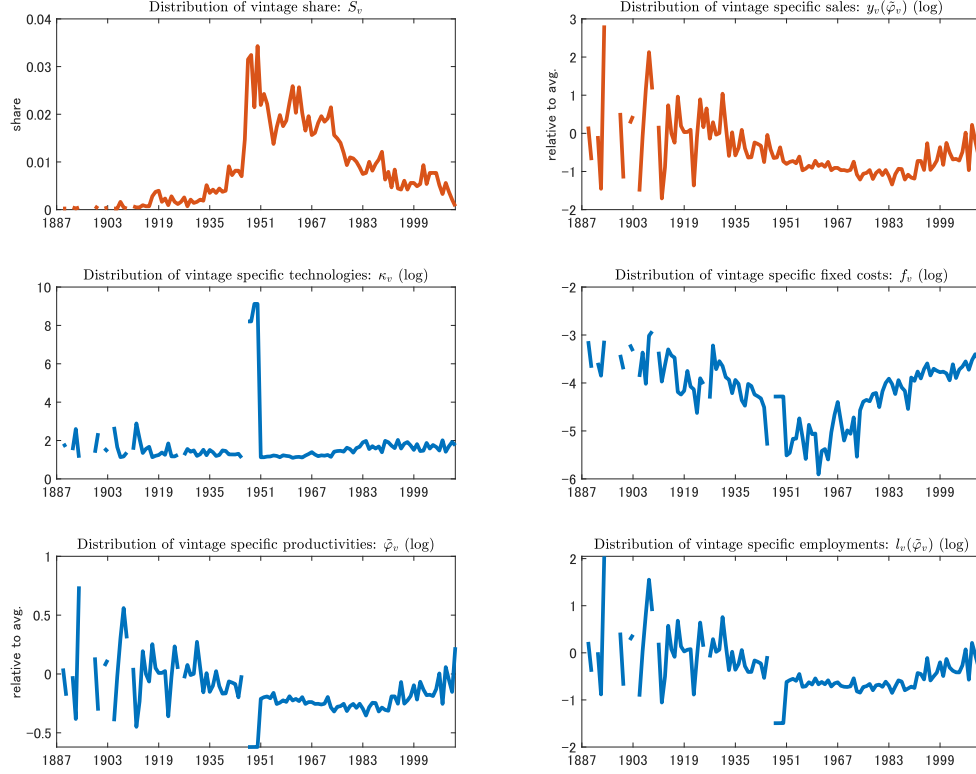 Distribution of vintage share: $S_v$
0.04
0.03
0.02
0.01
0
share
1887 1903 1919 1935 1951 1967 1983 1999
Distribution of vintage specific sales: $y_v(\tilde{\varphi}_v)$ (log)
3
2
1
0
-1
-2
relative to avg.
1887 1903 1919 1935 1951 1967 1983 1999
Distribution of vintage specific technologies: $\kappa_v$ (log)
10
8
6
4
2
0
1887 1903 1919 1935 1951 1967 1983 1999
Distribution of vintage specific fixed costs: $f_v$ (log)
-2
-3
-4
-5
-6
1887 1903 1919 1935 1951 1967 1983 1999
Distribution of vintage specific productivities: $\tilde{\varphi}_v$ (log)
1
0.5
0
-0.5
relative to avg.
1887 1903 1919 1935 1951 1967 1983 1999
Distribution of vintage specific employments: $l_v(\tilde{\varphi}_v)$ (log)
2
1
0
-1
-2
1887 1903 1919 1935 1951 1967 1983 1999